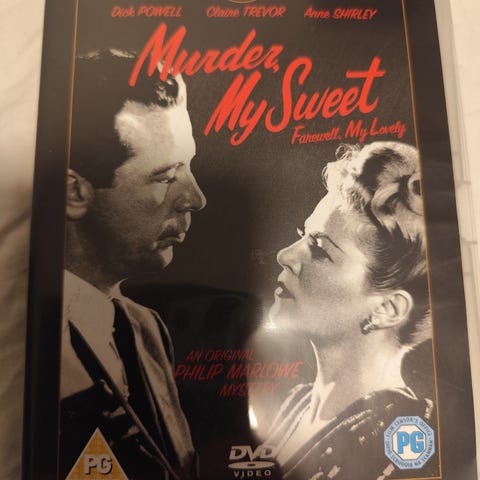 Dick POWELL Claire TREVOR Anne SHIRLEY
Murder,
My Sweet
Farewell, My Lovely
AN ORIGINAL
PHILIP MARLOWE
MYSTERY
PG
DVD
VIDEO
PG